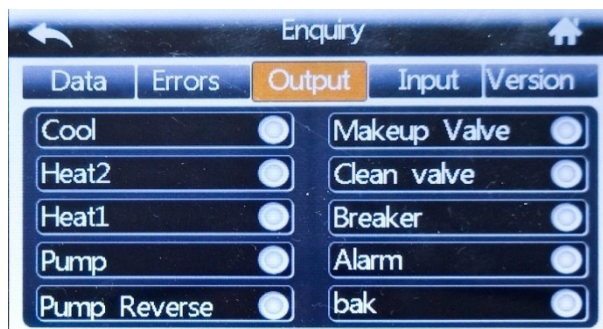 Enquiry
Data Errors Output Input Version
Cool Makeup Valve
Heat2 Clean valve
Heat1 Breaker
Pump Alarm
Pump Reverse bak